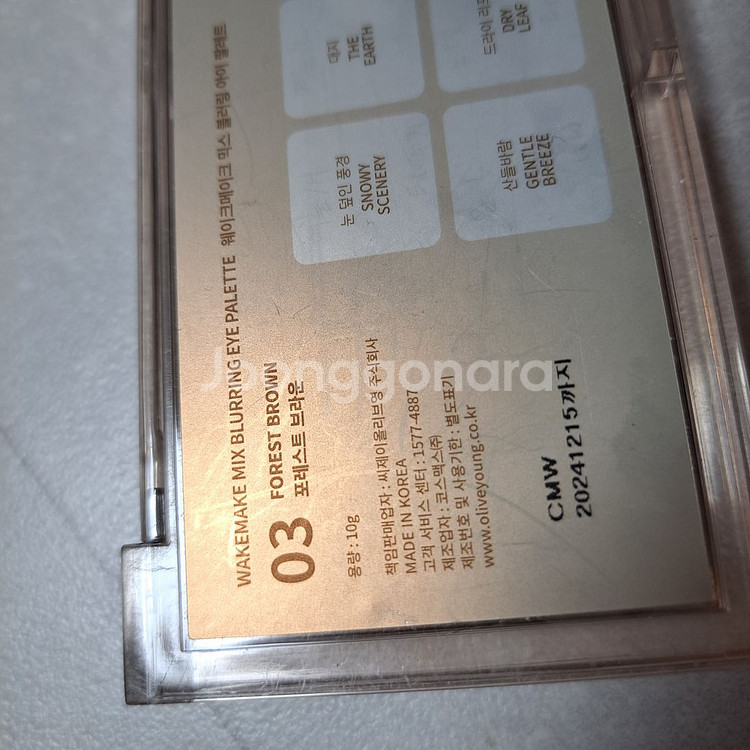 WAKEMAKE MIX BLURRING EYE PALETTE 웨이크메이크 믹스 블러링 아이 팔레트
03 FOREST BROWN
포레스트 브라운
용량 : 10g
책임판매업자 : 씨제이올리브영 주식회사
MADE IN KOREA
고객 서비스 센터 : 1577-4887
제조업자 : 코스맥스㈜
제조번호 및 사용기한 : 별도표기
www.oliveyoung.co.kr
CMW
20241215까지
대지
THE
EARTH
드라이
DRY
LEAF
눈 덮인 풍경
SNOWY
SCENERY
산들바람
GENTLE
BREEZE
Joonggonara